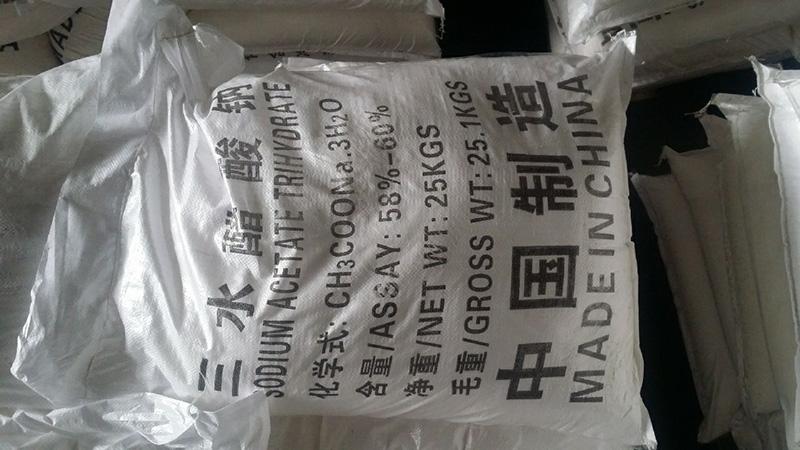 三水醋酸钠
SODIUM ACETATE TRIHYDRATE
化学式: CH3COONa.3H2O
含量/ASSAY: 58%-60%
净重/NET WT: 25KGS
毛重/GROSS WT: 25.1KGS
中国制造
MADE IN CHINA